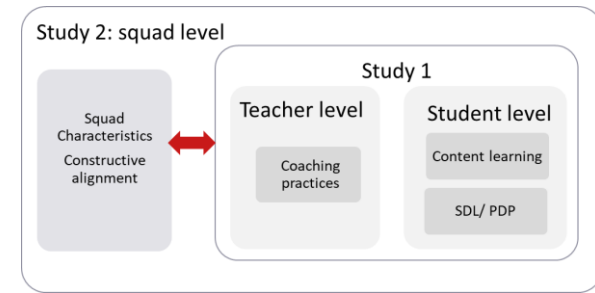 Study 2: squad level
Study 1
Squad
Characteristics
Constructive
alignment
Teacher level
Coaching
practices
Student level
Content learning
SDL/ PDP